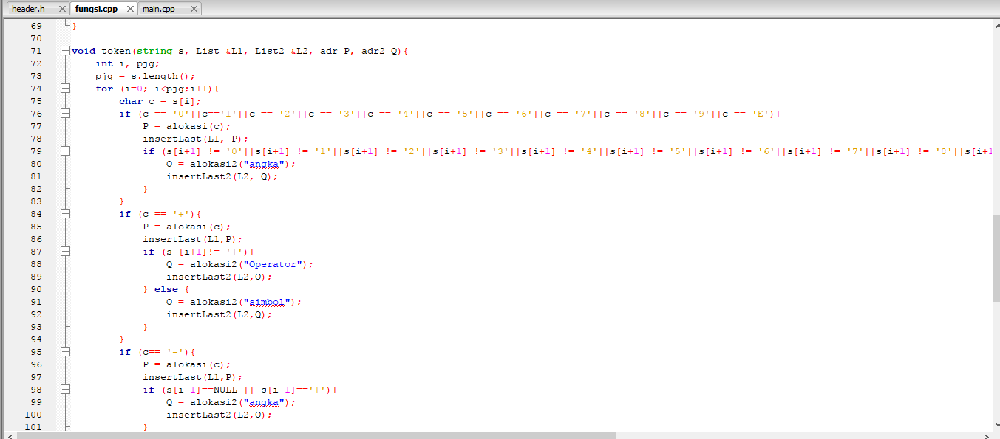 header.h fungsi.cpp main.cpp
69 }
70
71 void token(string s, List &L1, List2 &L2, adr P, adr2 Q){
72 int i, pjg;
73 pjg = s.length();
74 for (i=0; i<pjg;i++){
75 char c = s[i];
76 if (c == '0'||c=='1'||c == '2'||c == '3'||c == '4'||c == '5'||c == '6'||c == '7'||c == '8'||c == '9'||c == 'E'){
77 P = alokasi(c);
78 insertLast(L1, P);
79 if (s[i+1] != '0'||s[i+1] != '1'||s[i+1] != '2'||s[i+1] != '3'||s[i+1] != '4'||s[i+1] != '5'||s[i+1] != '6'||s[i+1] != '7'||s[i+1] != '8'||s[i+1
80 Q = alokasi2("angka");
81 insertLast2(L2, Q);
82 }
83 }
84 if (c == '+'){
85 P = alokasi(c);
86 insertLast(L1,P);
87 if (s [i+1]!= '+'){
88 Q = alokasi2("Operator");
89 insertLast2(L2,Q);
90 } else {
91 Q = alokasi2("simbol");
92 insertLast2(L2,Q);
93 }
94 }
95 if (c== '-'){
96 P = alokasi(c);
97 insertLast(L1,P);
98 if (s[i-1]==NULL || s[i-1]=='+'){
99 Q = alokasi2("angka");
100 insertLast2(L2,Q);
101 }